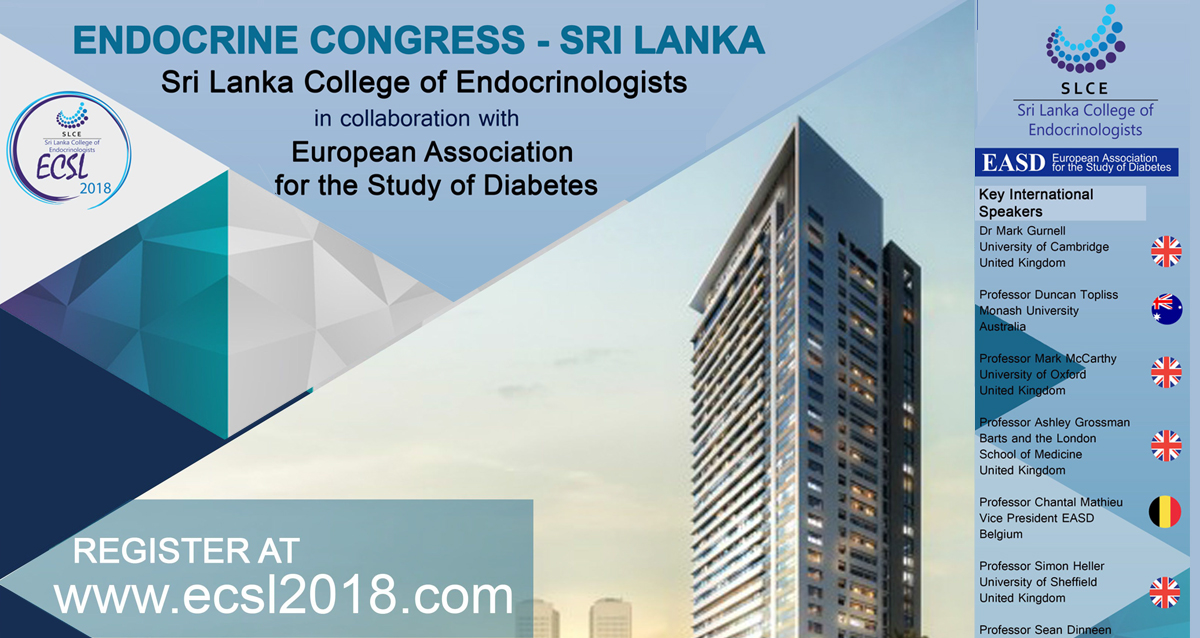 ENDOCRINE CONGRESS - SRI LANKA
Sri Lanka College of Endocrinologists
in collaboration with
European Association
for the Study of Diabetes
SLCE
Sri Lanka College of
Endocrinologists
ECSL
2018
REGISTER AT
www.ecsl2018.com
SLCE
Sri Lanka College of
Endocrinologists
EASD European Association
for the Study of Diabetes
Key International
Speakers
Dr Mark Gurnell
University of Cambridge
United Kingdom
Professor Duncan Topliss
Monash University
Australia
Professor Mark McCarthy
University of Oxford
United Kingdom
Professor Ashley Grossman
Barts and the London
School of Medicine
United Kingdom
Professor Chantal Mathieu
Vice President EASD
Belgium
Professor Simon Heller
University of Sheffield
United Kingdom
Professor Sean Dinneen